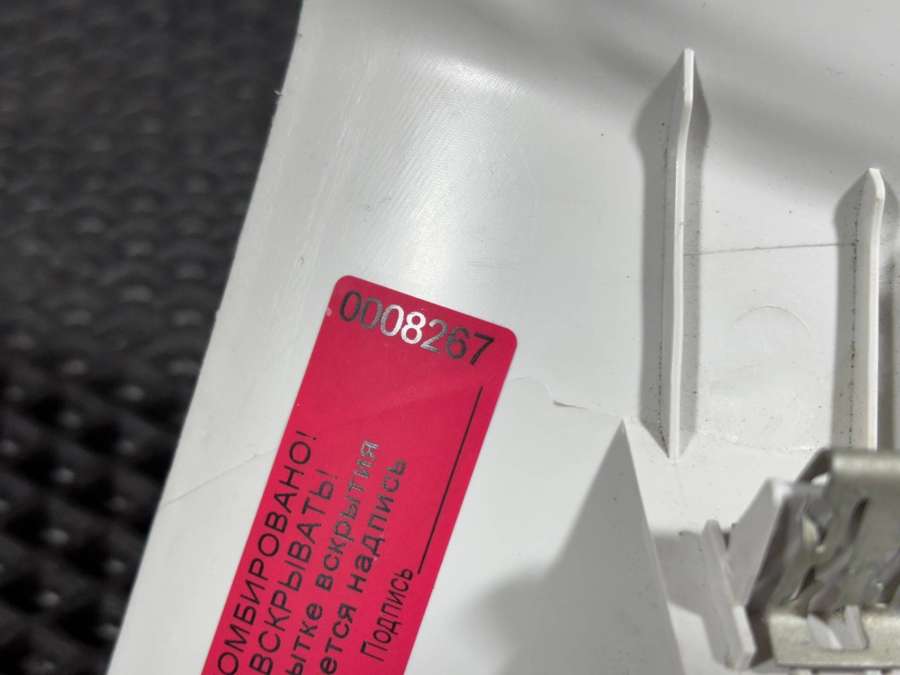 0008267
ОМБИРОВАНО!
ВСКРЫВАТЬ!
ытке вскрытия
ется надпись
Подпись